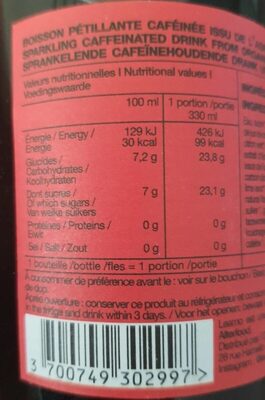 BOISSON PÉTILLANTE CAFÉINÉE ISSU DE L'A
SPARKLING CAFFEINATED DRINK FROM ORGA
SPRANKELENDE CAFEÏNEHOUDENDE DRANK
Valeurs nutritionnelles | Nutritional values |
Voedingswaarde
100 ml 1 portion /portie
330 ml
Energie / Energy / 129 kJ 426 kJ
Energie 30 kcal 99 kcal
Glucides / 7,2 g 23,8 g
Carbohydrates /
Koolhydraten
Dont sucres / 7 g 23,1 g
Of which sugars /
Van welke suikers
Protéines / Proteins / 0 g 0 g
Eiwit
Sel / Salt / Zout 0 g 0 g
1 bouteille /bottle /fles = 1 portion /portie
A consommer de préférence avant le : voir sur le bouchon /
de dop.
Après ouverture : conserver ce produit au réfrigérateur et
in the fridge and drink within 3 days. / Voor het openen,
3 700749 302997 >